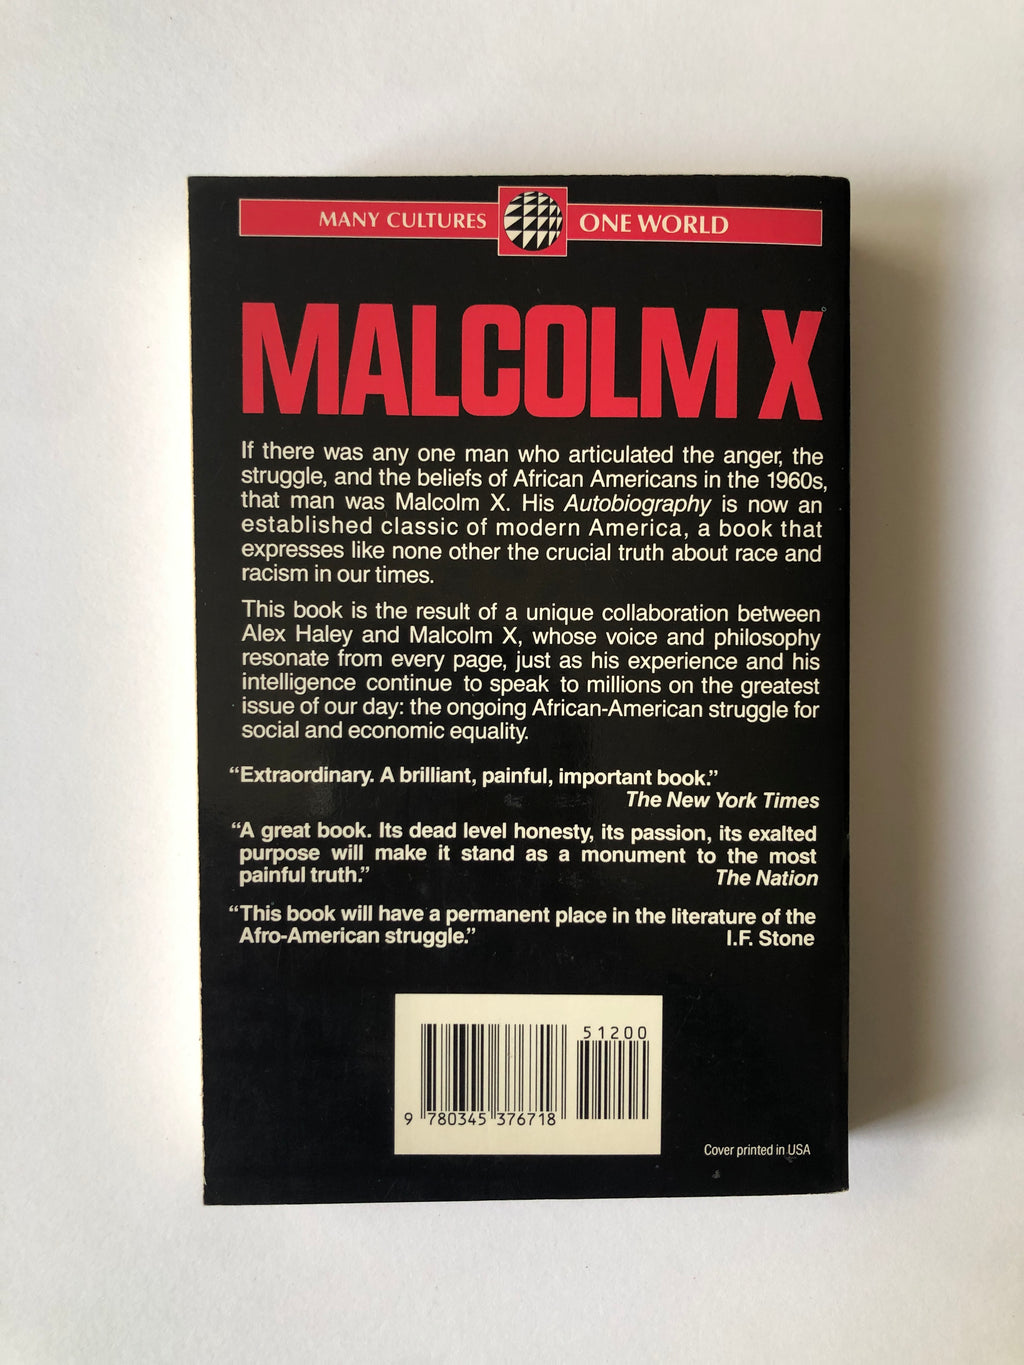 MANY CULTURES ONE WORLD
MALCOLM X
If there was any one man who articulated the anger, the
struggle, and the beliefs of African Americans in the 1960s,
that man was Malcolm X. His Autobiography is now an
established classic of modern America, a book that
expresses like none other the crucial truth about race and
racism in our times.
This book is the result of a unique collaboration between
Alex Haley and Malcolm X, whose voice and philosophy
resonate from every page, just as his experience and his
intelligence continue to speak to millions on the greatest
issue of our day: the ongoing African-American struggle for
social and economic equality.
“Extraordinary. A brilliant, painful, important book.”
The New York Times
“A great book. Its dead level honesty, its passion, its exalted
purpose will make it stand as a monument to the most
painful truth.” The Nation
“This book will have a permanent place in the literature of the
Afro-American struggle.” I.F. Stone
51200
9 780345 376718
Cover printed in USA